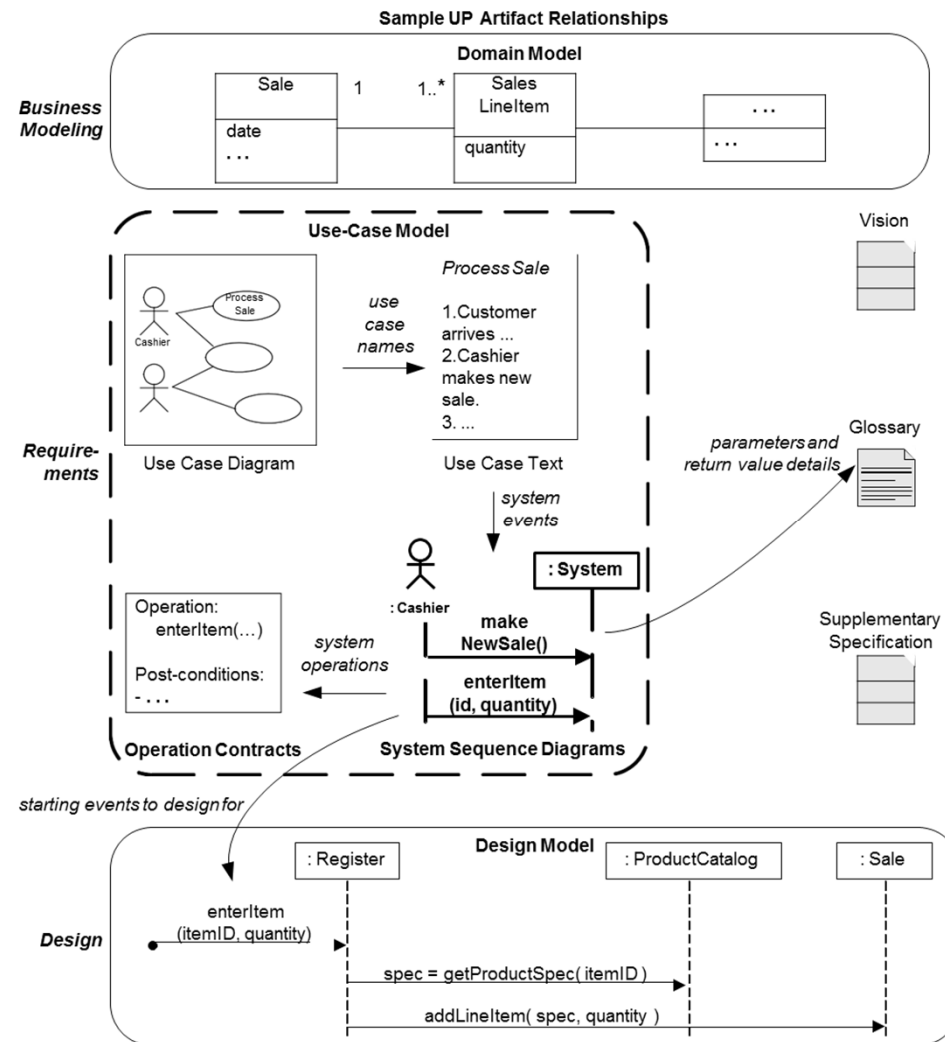 Sample UP Artifact Relationships
Domain Model
Business
Modeling
Sale
1
1..*
Sales
LineItem
date
. . .
quantity
. . .
. . .
Use-Case Model
Vision
Process Sale
Process
Sale
Cashier
use
case
names
1.Customer
arrives ...
2.Cashier
makes new
sale.
3. ...
Require-
ments
Use Case Diagram
Use Case Text
parameters and
return value details
Glossary
system
events
: System
: Cashier
Operation:
enterItem(…)
Post-conditions:
- . . .
system
operations
make
NewSale()
enterItem
(id, quantity)
Supplementary
Specification
Operation Contracts
System Sequence Diagrams
starting events to design for
Design Model
: Register
: ProductCatalog
: Sale
Design
enterItem
(itemID, quantity)
spec = getProductSpec( itemID )
addLineItem( spec, quantity )